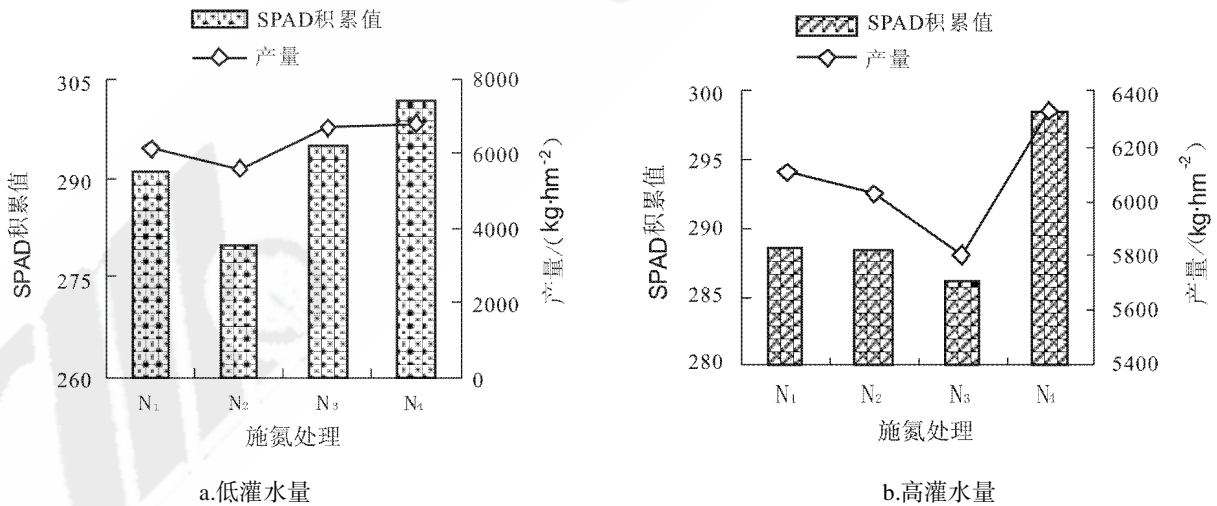 SPAD积累值
产量
305
290
275
260
SPAD积累值
8000
6000
4000
2000
0
产量/(kg·hm⁻²)
N₁ N₂ N₃ N₄
施氮处理
a.低灌水量
SPAD积累值
产量
300
295
290
285
280
SPAD积累值
6400
6200
6000
5800
5600
5400
产量/(kg·hm⁻²)
N₁ N₂ N₃ N₄
施氮处理
b.高灌水量